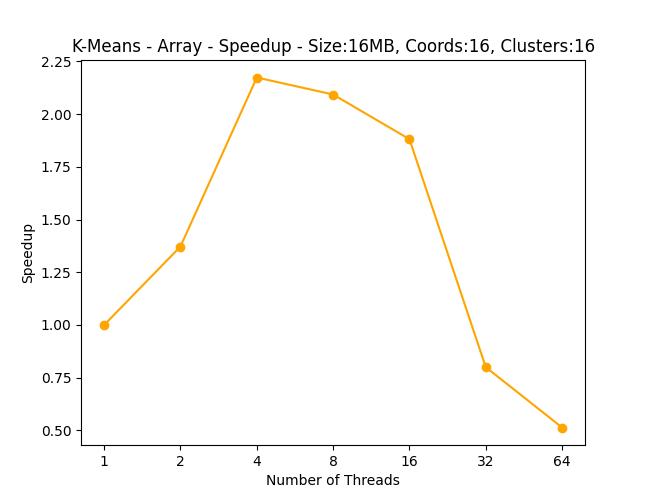 K-Means - Array - Speedup - Size:16MB, Coords:16, Clusters:16
2.25
2.00
1.75
1.50
1.25
1.00
0.75
0.50
Speedup
1 2 4 8 16 32 64
Number of Threads